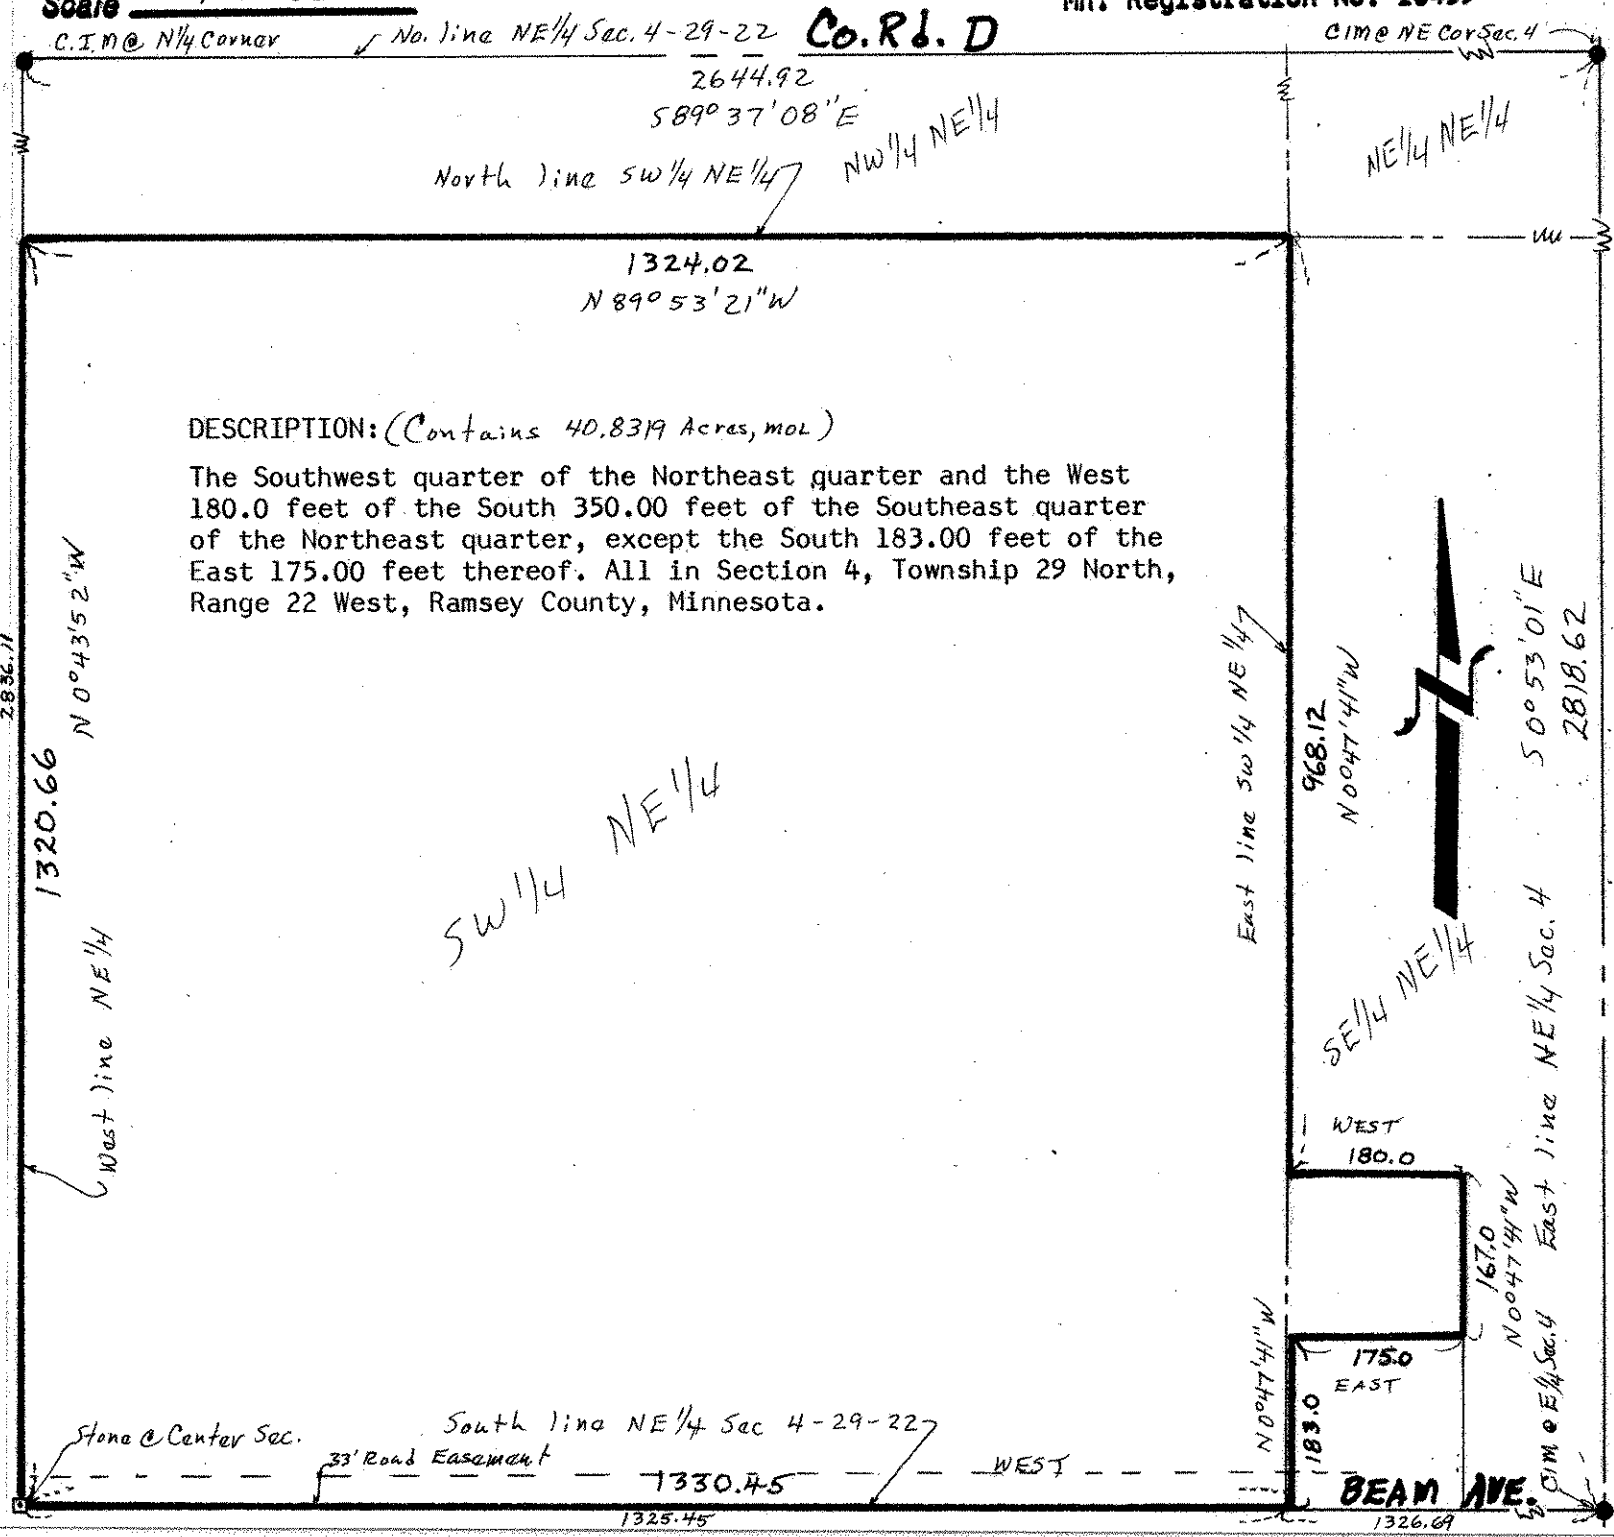 Scale
C.I.M@ N1/4 Corner
No. line NE1/4 Sec. 4-29-22
Co. Rd. D
Mn. Registration No.
CIM@ NE Cor Sec. 4
2644.92
S89°37'08"E
NW1/4 NE1/4
NE1/4 NE1/4
North line SW1/4 NE1/4
1324.02
N89°53'21"W
DESCRIPTION: (Contains 40.8319 Acres, mol)
The Southwest quarter of the Northeast quarter and the West
180.0 feet of the South 350.00 feet of the Southeast quarter
of the Northeast quarter, except the South 183.00 feet of the
East 175.00 feet thereof. All in Section 4, Township 29 North,
Range 22 West, Ramsey County, Minnesota.
2836.11
N0°43'52"W
1320.66
West line NE1/4
SW1/4 NE1/4
East line SW1/4 NE1/4
968.12
N0°47'41"W
S0°53'01"E
2818.62
East line NE1/4 Sec. 4
SE1/4 NE1/4
WEST
180.0
167.0
N0°47'41"W
175.0
EAST
N0°47'41"W
183.0
CIM@E1/4 Sec.4
Stone @ Center Sec.
South line NE1/4 Sec 4-29-22
33' Road Easement
WEST
1330.45
BEAM AVE.
1325.45
1326.69